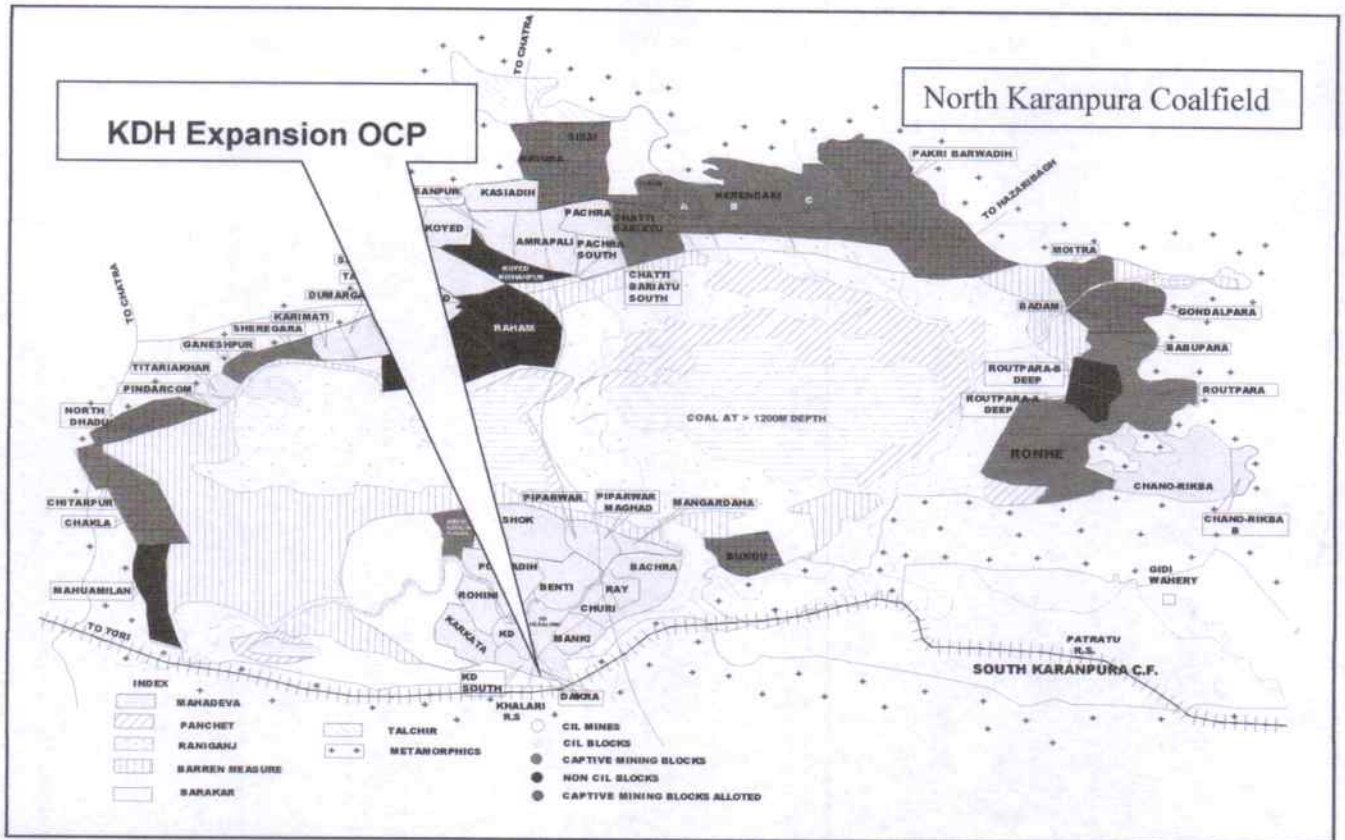 North Karanpura Coalfield
KDH Expansion OCP
TO CHATRA
SISAI
PAKRI BARWADIH
KERENDARI
A B C
TO HAZARIBAGH
KASIADIH
PACHRA
CHATTI BARIATU
KOYED
AMRAPALI
PACHRA
SOUTH
MOITRA
CHATTI
BARIATU
SOUTH
BADAM
GONDALPARA
TO CHATRA
KARIMATI
SHEREGARA
GANESHPUR
TITARIAKHAR
PINDARCOM
RAHAM
BABUPARA
ROUTPARA-B
DEEP
ROUTPARA-A
DEEP
ROUTPARA
NORTH
DHADU
COAL AT > 1200M DEPTH
RONHE
CHANO-RIKBA
CHITARPUR
CHAKLA
PIPARWAR
PIPARWAR
MAGHAD
MANGARDAHA
SHOK
CHANO-RIKBA
B
BACHRA
BENTI
RAY
ROHINI
CHURI
GIDI
WAHERY
MAHUAMILAN
KARKATA
KD
MANKI
TO TORI
PATRATU
R.S.
SOUTH KARANPURA C.F.
KD
SOUTH
DAKRA
KHALARI
R.S
INDEX
MAHADEVA
PANCHET
RANIGANJ
BARREN MEASURE
BARAKAR
TALCHIR
METAMORPHICS
CIL MINES
CIL BLOCKS
CAPTIVE MINING BLOCKS
NON CIL BLOCKS
CAPTIVE MINING BLOCKS ALLOTED